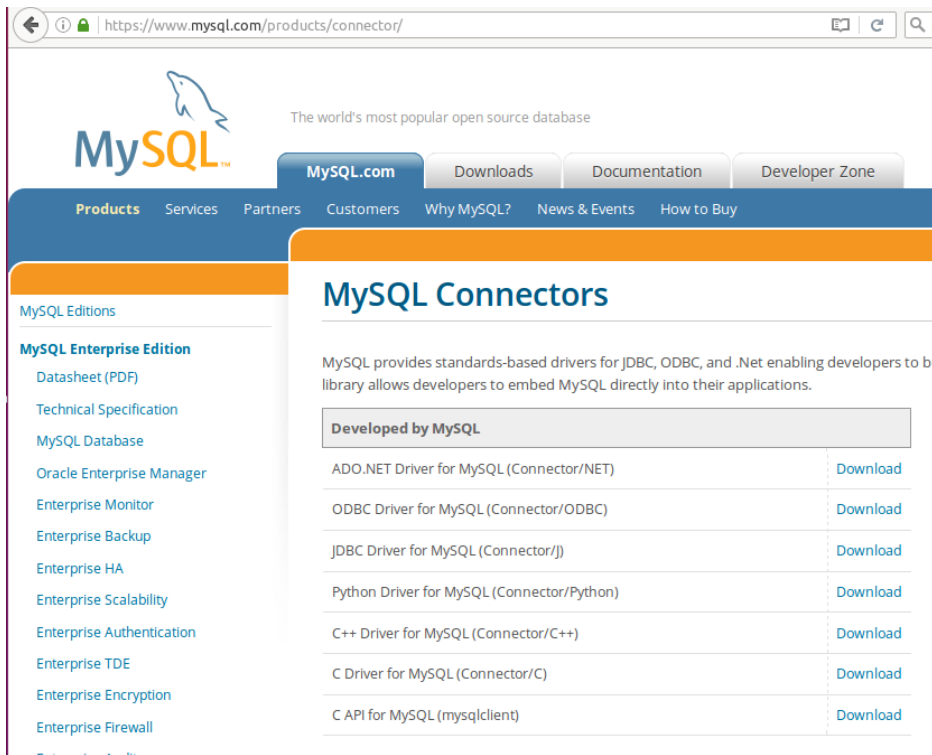 https://www.mysql.com/products/connector/
MySQL™
The world's most popular open source database
MySQL.com Downloads Documentation Developer Zone
Products Services Partners Customers Why MySQL? News & Events How to Buy
MySQL Editions
MySQL Enterprise Edition
Datasheet (PDF)
Technical Specification
MySQL Database
Oracle Enterprise Manager
Enterprise Monitor
Enterprise Backup
Enterprise HA
Enterprise Scalability
Enterprise Authentication
Enterprise TDE
Enterprise Encryption
Enterprise Firewall
MySQL Connectors
MySQL provides standards-based drivers for JDBC, ODBC, and .Net enabling developers to b
library allows developers to embed MySQL directly into their applications.
Developed by MySQL
ADO.NET Driver for MySQL (Connector/NET) Download
ODBC Driver for MySQL (Connector/ODBC) Download
JDBC Driver for MySQL (Connector/J) Download
Python Driver for MySQL (Connector/Python) Download
C++ Driver for MySQL (Connector/C++) Download
C Driver for MySQL (Connector/C) Download
C API for MySQL (mysqlclient) Download